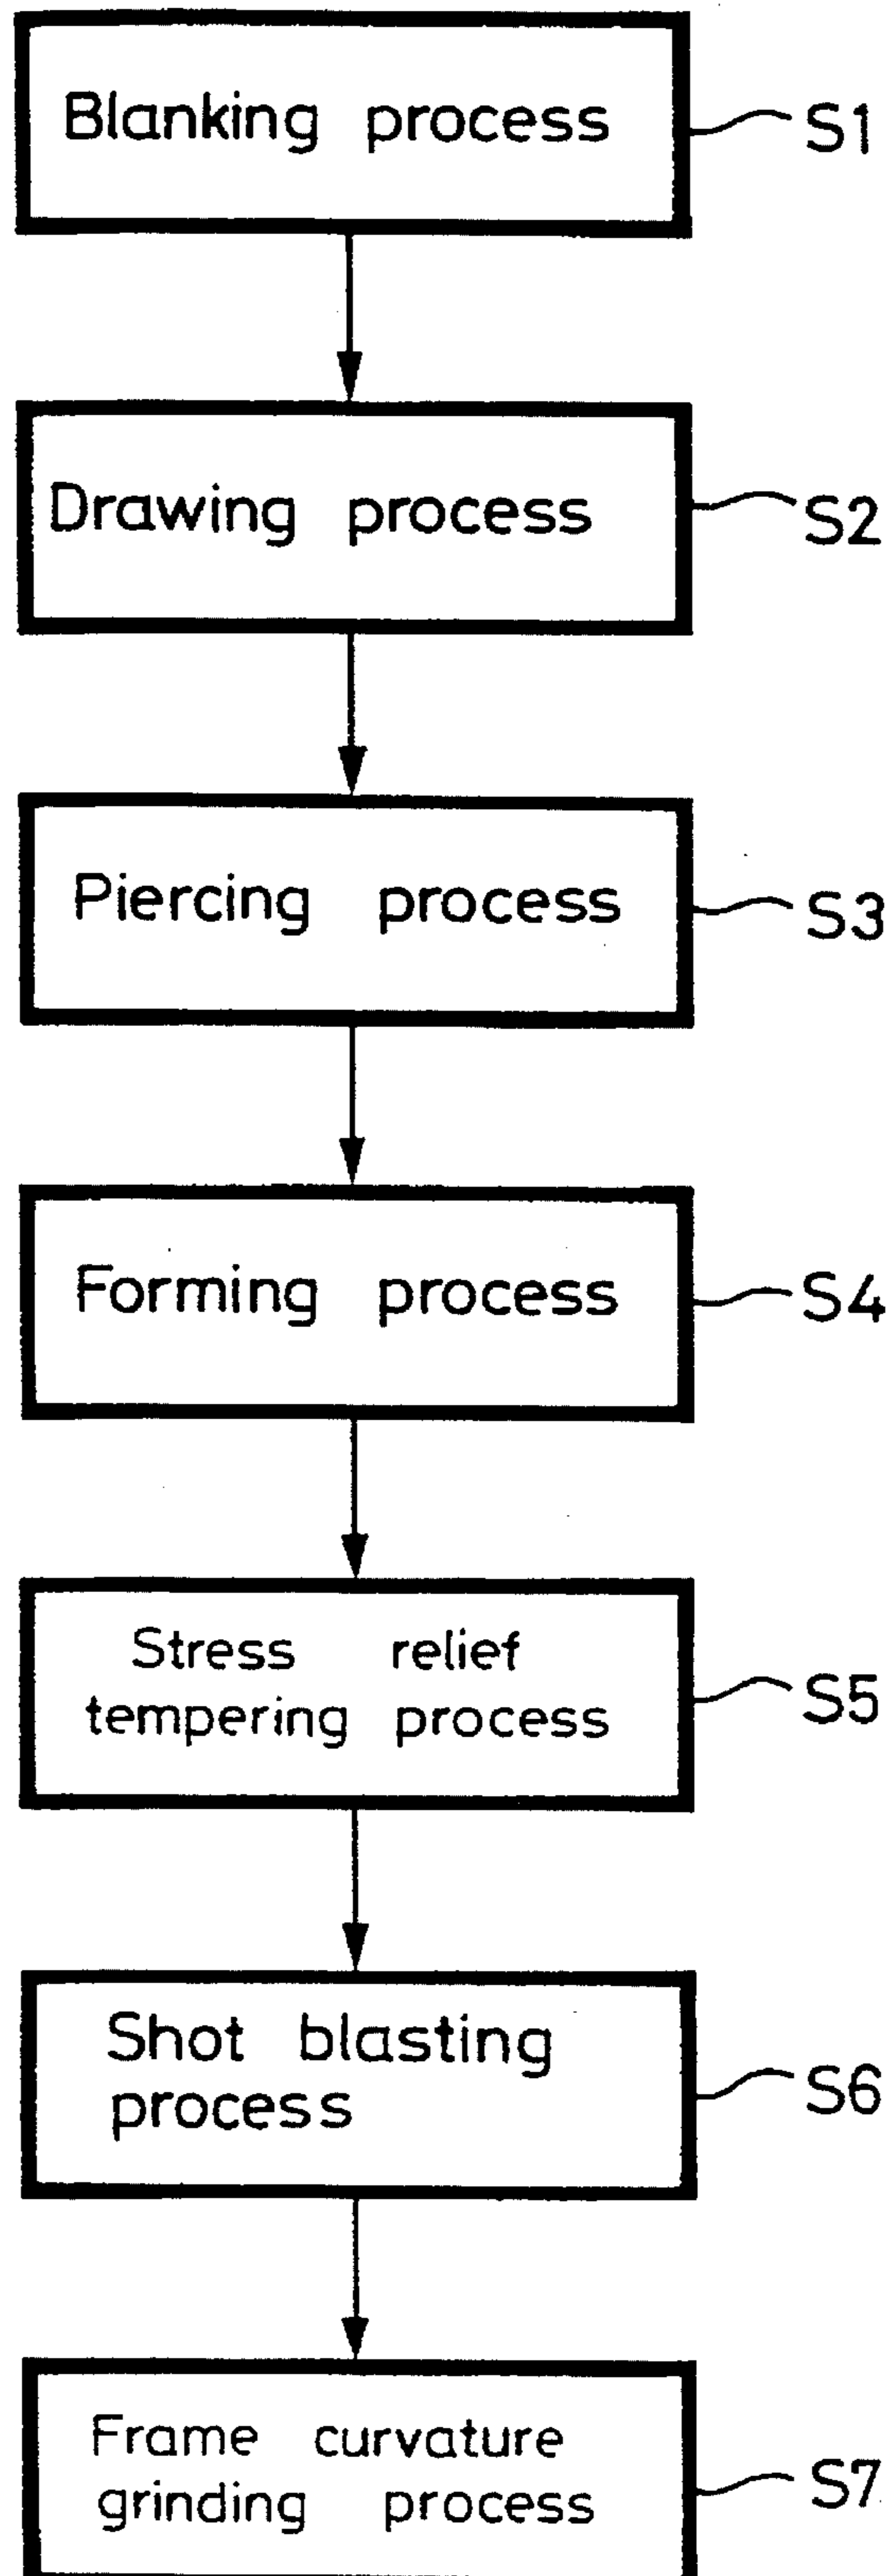 Blanking process
S1
Drawing process
S2
Piercing process
S3
Forming process
S4
Stress relief
tempering process
S5
Shot blasting
process
S6
Frame curvature
grinding process
S7